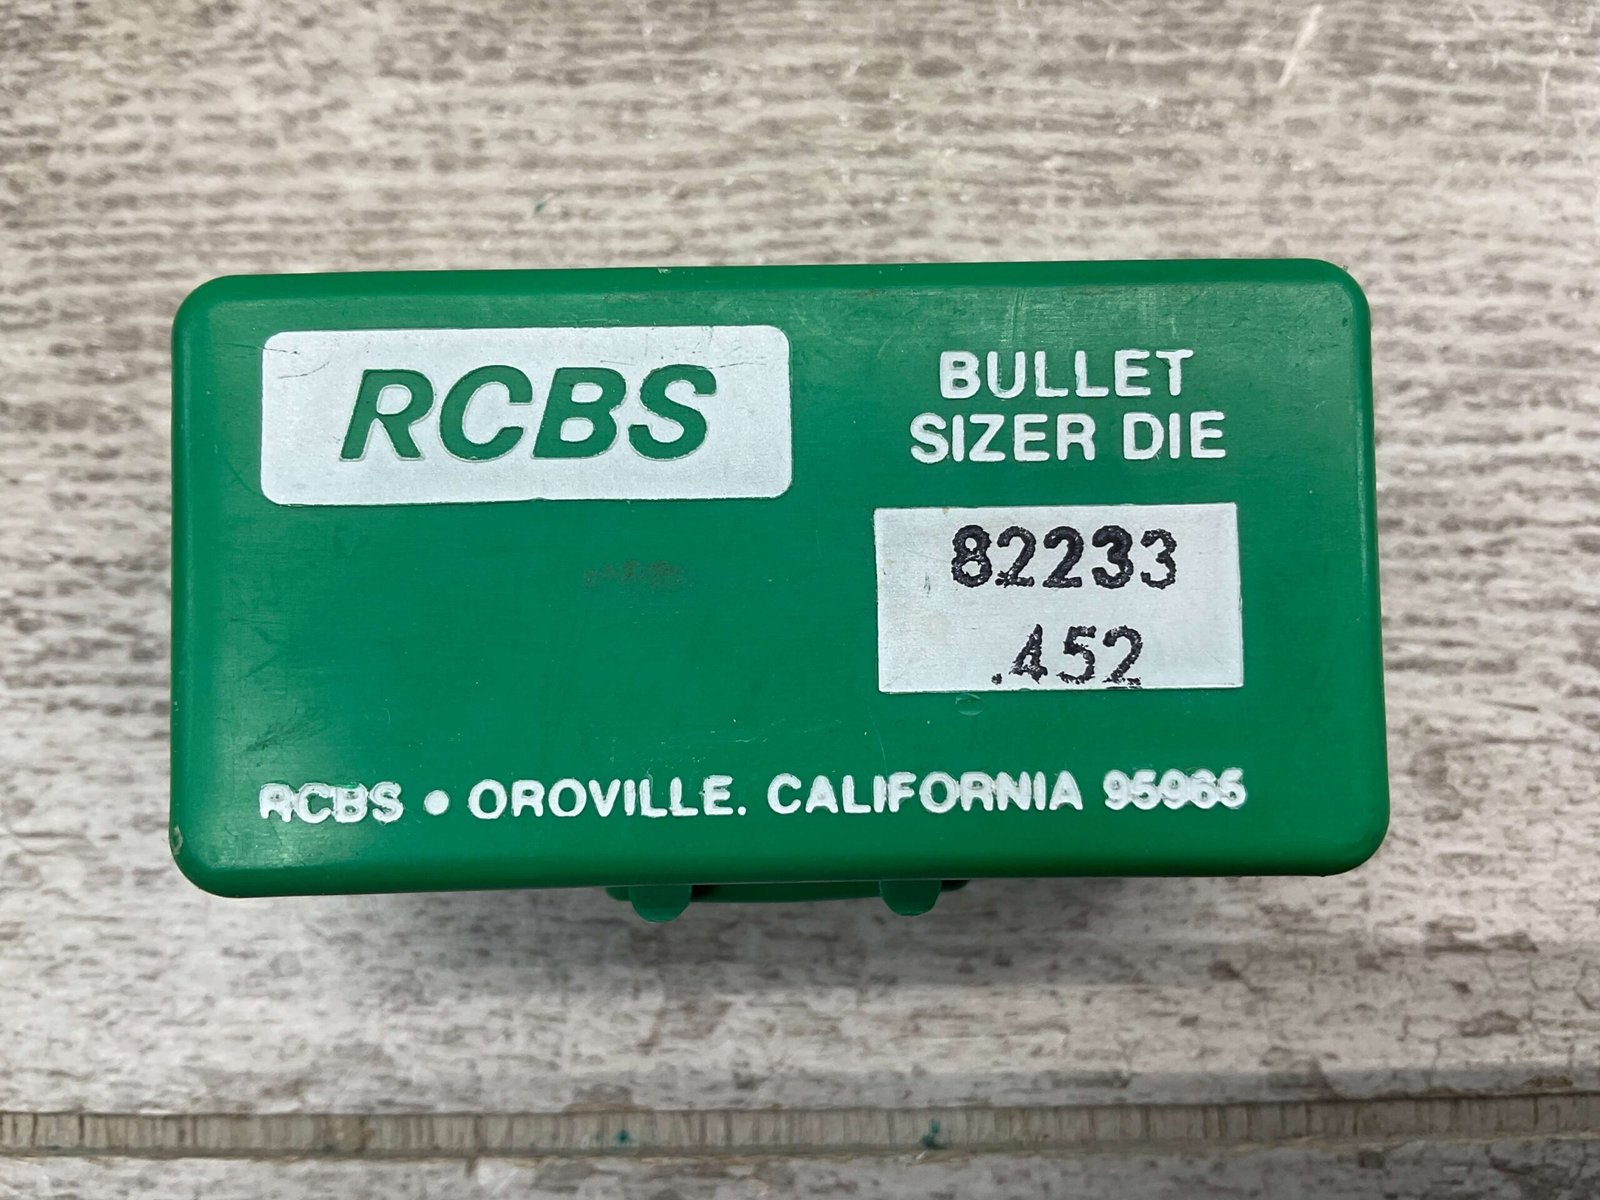 RCBS
BULLET
SIZER DIE
82233
.452
RCBS • OROVILLE. CALIFORNIA 95965